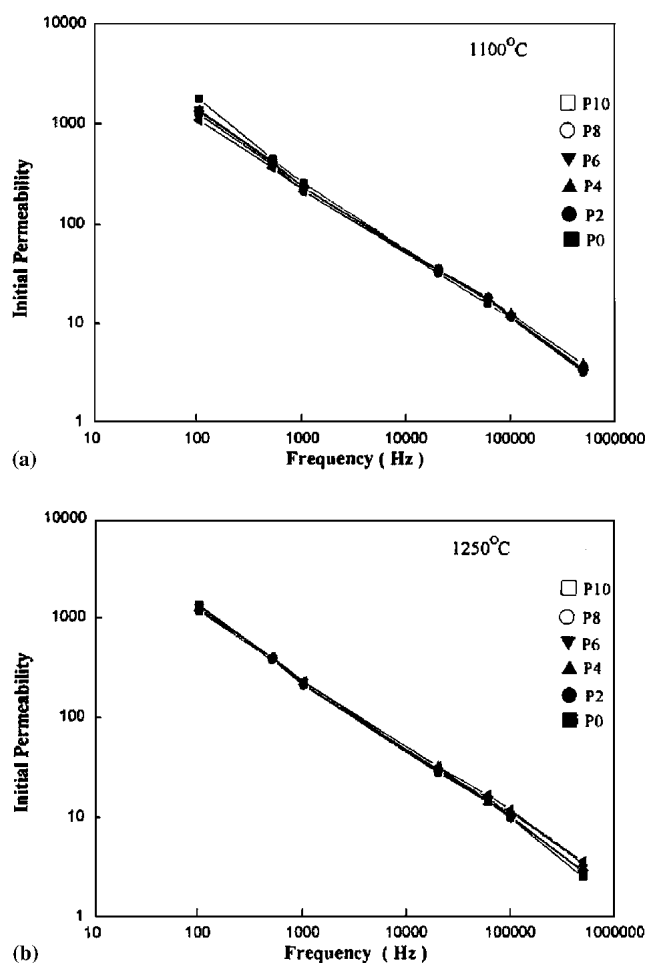 (a)
1100°C
10000
1000
100
10
1
Initial Permeability
P10
P8
P6
P4
P2
P0
10 100 1000 10000 100000 1000000
Frequency ( Hz )
(b)
1250°C
10000
1000
100
10
1
Initial Permeability
P10
P8
P6
P4
P2
P0
10 100 1000 10000 100000 1000000
Frequency ( Hz )